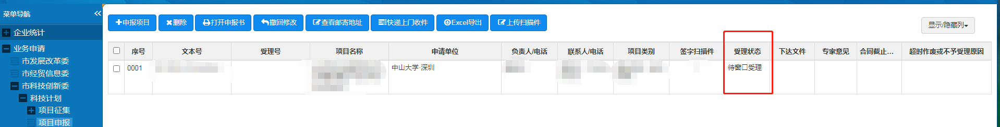 菜单导航
企业统计
业务申请
市发展改革委
市经贸信息委
市科技创新委
科技计划
项目征集
项目申报
申报项目 删除 打开申报书 撤回修改 查看邮寄地址 快递上门收件 Excel导出 上传扫描件
显示/隐藏列
序号 文本号 受理号 项目名称 申请单位 负责人/电话 联系人/电话 项目类别 签字扫描件 受理状态 下达文件 专家意见 合同截止... 超时作废或不予受理原因
0001 中山大学·深圳 待窗口受理